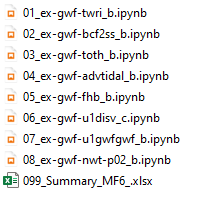 01_ex-gwf-twri_b.ipynb
02_ex-gwf-bcf2ss_b.ipynb
03_ex-gwf-toth_b.ipynb
04_ex-gwf-advtidal_b.ipynb
05_ex-gwf-fhb_b.ipynb
06_ex-gwf-u1disv_c.ipynb
07_ex-gwf-u1gwfgwf_b.ipynb
08_ex-gwf-nwt-p02_b.ipynb
099_Summary_MF6_.xlsx